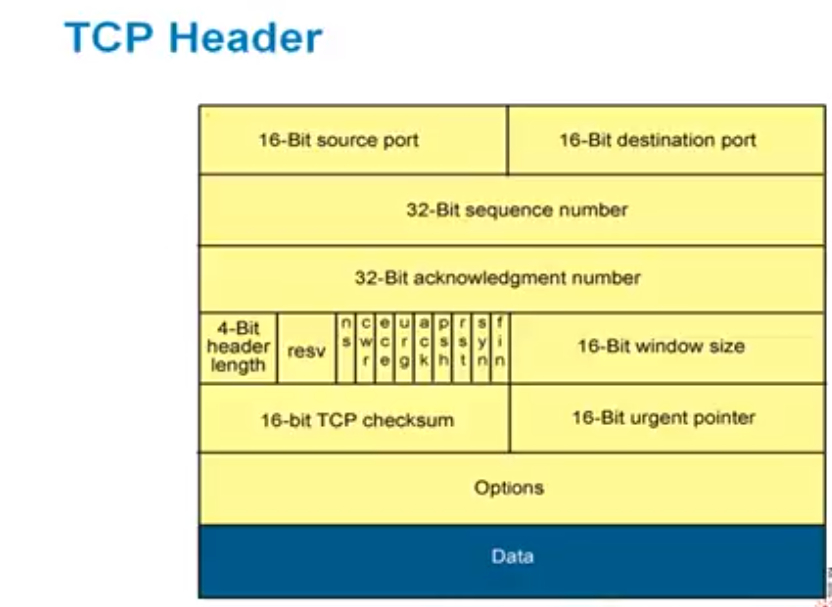 TCP Header
16-Bit source port
16-Bit destination port
32-Bit sequence number
32-Bit acknowledgment number
4-Bit
header
length
resv
ns
cwr
ece
urg
ack
psh
rst
syn
fin
16-Bit window size
16-bit TCP checksum
16-Bit urgent pointer
Options
Data